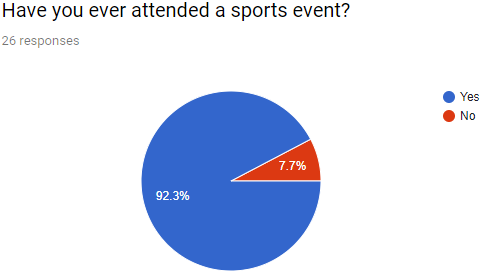 Have you ever attended a sports event?
26 responses
Yes
No
7.7%
92.3%